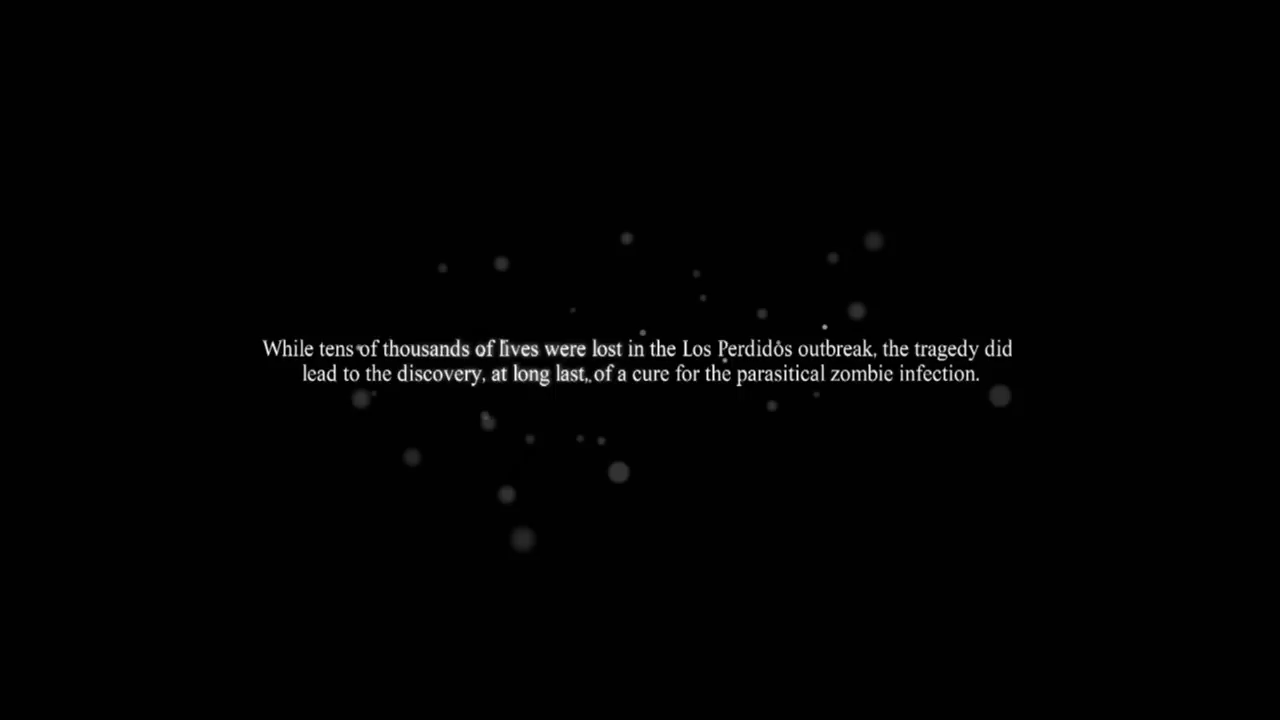 While tens of thousands of lives were lost in the Los Perdidos outbreak, the tragedy did
lead to the discovery, at long last, of a cure for the parasitical zombie infection.